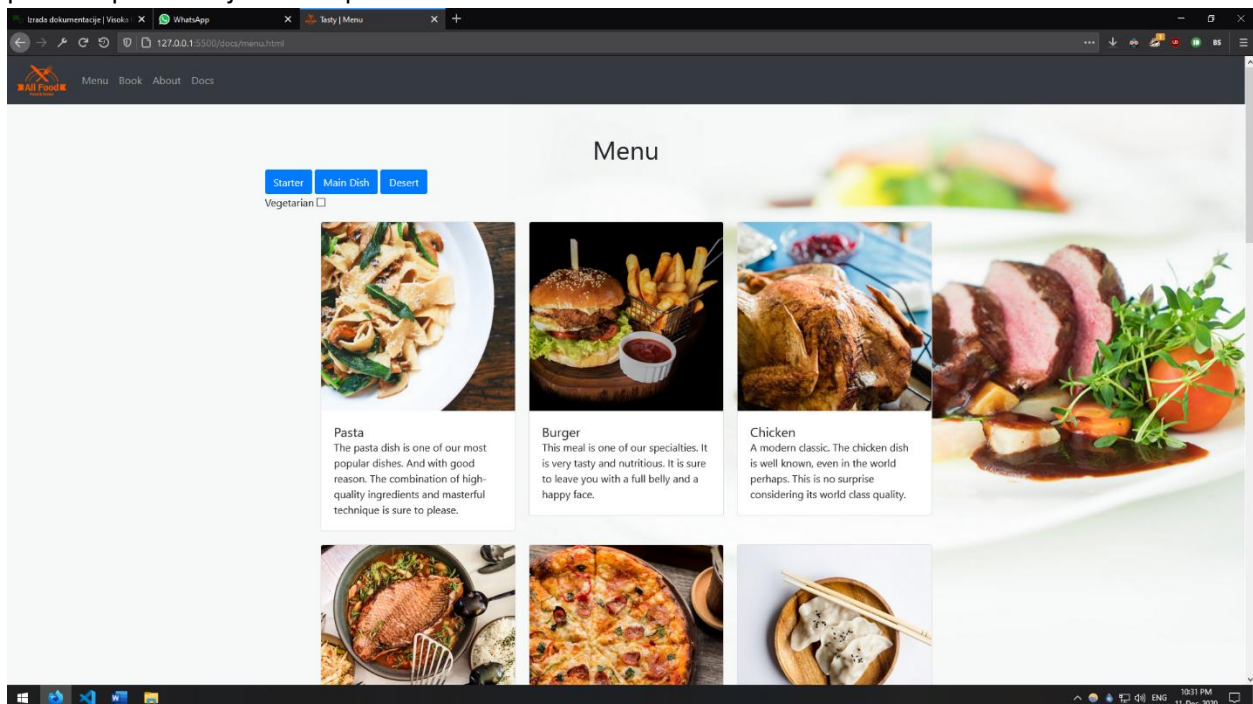 Izrada dokumentacije | Visoka
WhatsApp
Tasty | Menu
127.0.0.1:5500/docs/menu.html
BS
All Food
Menu Book About Docs
Menu
Starter Main Dish Desert
Vegetarian
Pasta
The pasta dish is one of our most
popular dishes. And with good
reason. The combination of high-
quality ingredients and masterful
technique is sure to please.
Burger
This meal is one of our specialties. It
is very tasty and nutritious. It is sure
to leave you with a full belly and a
happy face.
Chicken
A modern classic. The chicken dish
is well known, even in the world
perhaps. This is no surprise
considering its world class quality.
ENG
10:31 PM
11-Dec-2020